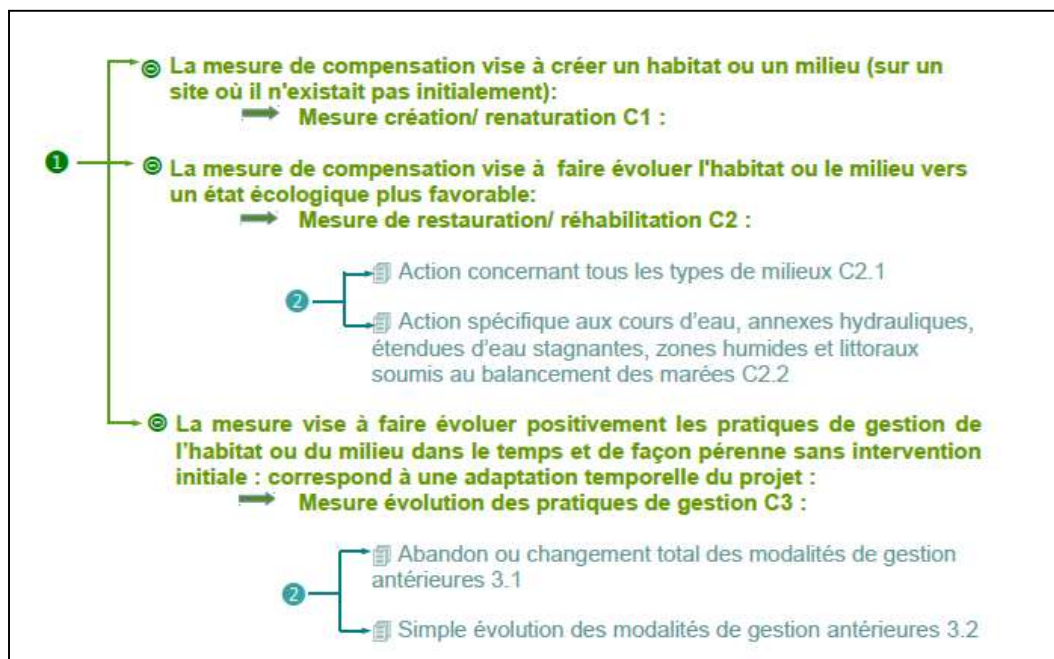 La mesure de compensation vise à créer un habitat ou un milieu (sur un
site où il n'existait pas initialement):
Mesure création/ renaturation C1 :
1
La mesure de compensation vise à faire évoluer l'habitat ou le milieu vers
un état écologique plus favorable:
Mesure de restauration/ réhabilitation C2 :
Action concernant tous les types de milieux C2.1
2
Action spécifique aux cours d’eau, annexes hydrauliques,
étendues d’eau stagnantes, zones humides et littoraux
soumis au balancement des marées C2.2
La mesure vise à faire évoluer positivement les pratiques de gestion de
l’habitat ou du milieu dans le temps et de façon pérenne sans intervention
initiale : correspond à une adaptation temporelle du projet :
Mesure évolution des pratiques de gestion C3 :
Abandon ou changement total des modalités de gestion
antérieures 3.1
2
Simple évolution des modalités de gestion antérieures 3.2